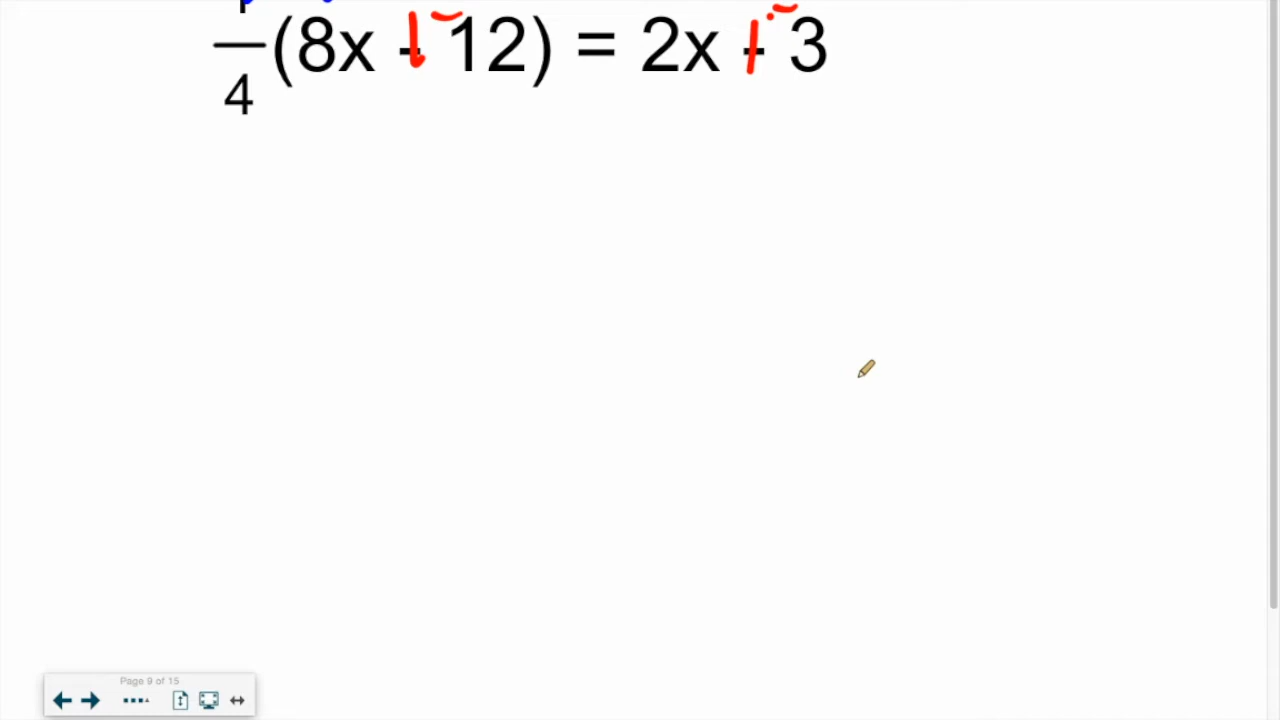 (8x - 12) = 2x - 3
4
Page 9 of 15